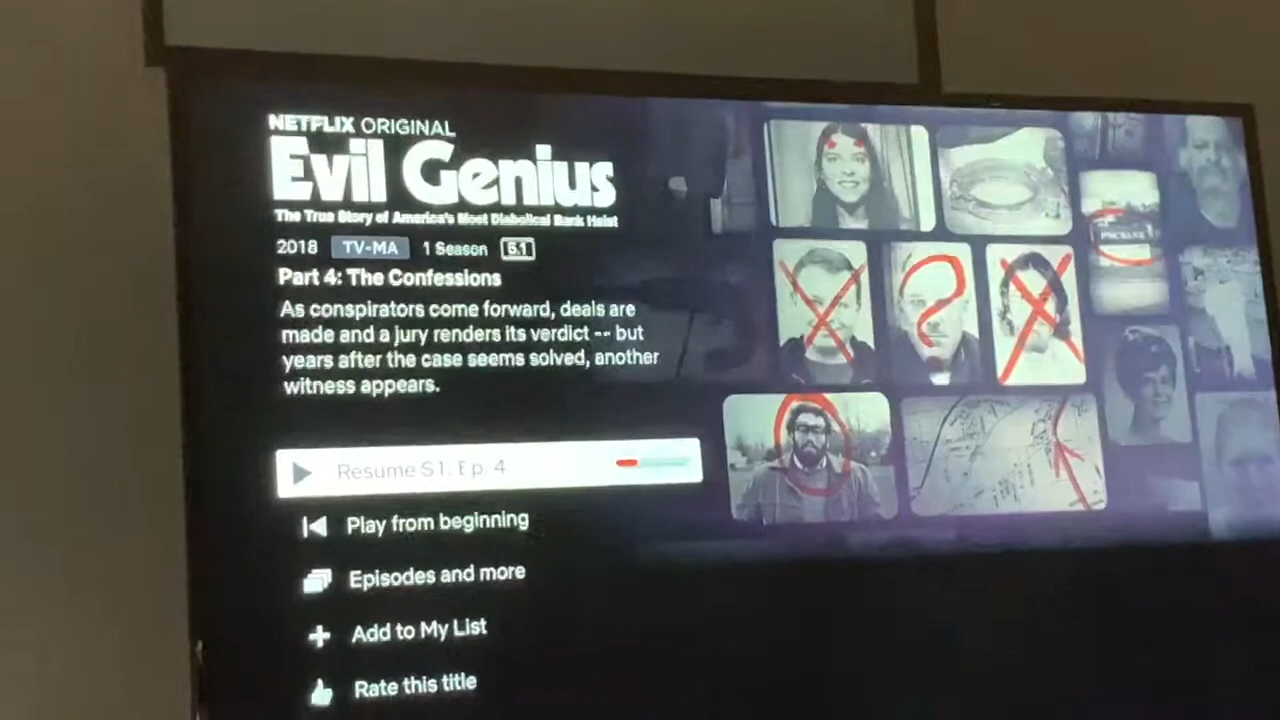 NETFLIX ORIGINAL
Evil Genius
The True Story of America's Most Diabolical Bank Heist
2018 TV-MA 1 Season 5.1
Part 4: The Confessions
As conspirators come forward, deals are
made and a jury renders its verdict -- but
years after the case seems solved, another
witness appears.
Resume S1, Ep. 4
Play from beginning
Episodes and more
Add to My List
Rate this title